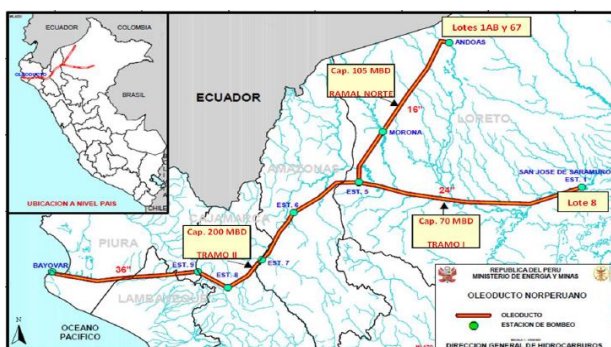 ECUADOR
COLOMBIA
OLEODUCTO
BRASIL
CHILE
UBICACION A NIVEL PAIS
Lotes 1AB y 67
ANDOAS
Cap. 105 MBD
RAMAL NORTE
16"
ECUADOR
LORETO
MORONA
AMAZONAS
SAN JOSE DE SARAMURO
EST. 1
EST. 5
24"
Lote 8
EST. 6
Cap. 70 MBD
TRAMO I
CAJAMARCA
Cap. 200 MBD
TRAMO II
PIURA
EST. 7
BAYOVAR
36"
EST. 9
EST. 8
LAMBAYEQUE
OCEANO
PACIFICO
N
REPUBLICA DEL PERU
MINISTERIO DE ENERGIA Y MINAS
OLEODUCTO NORPERUANO
OLEODUCTO
ESTACION DE BOMBEO
DIRECCION GENERAL DE HIDROCARBUROS